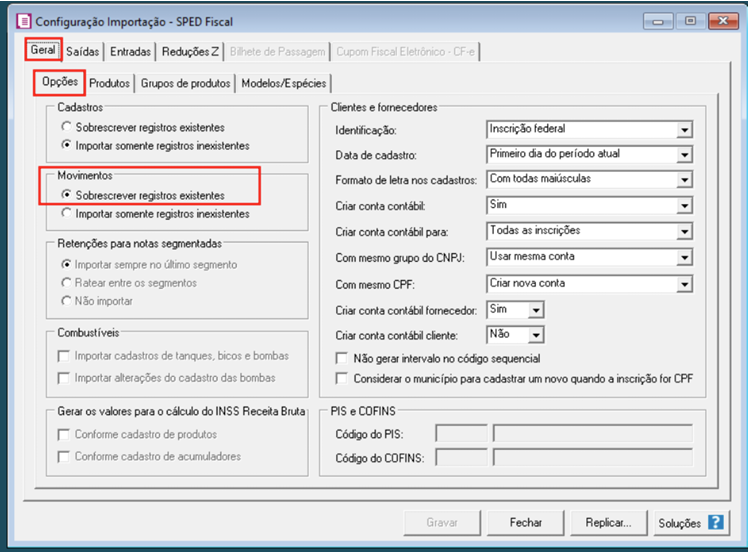 Configuração Importação - SPED Fiscal
Geral Saídas Entradas Reduções Z Bilhete de Passagem Cupom Fiscal Eletrônico - CF-e
Opções Produtos Grupos de produtos Modelos/Espécies
Cadastros
Sobrescrever registros existentes
Importar somente registros inexistentes
Movimentos
Sobrescrever registros existentes
Importar somente registros inexistentes
Retenções para notas segmentadas
Importar sempre no último segmento
Ratear entre os segmentos
Não importar
Combustíveis
Importar cadastros de tanques, bicos e bombas
Importar alterações do cadastro das bombas
Gerar os valores para o cálculo do INSS Receita Bruta
Conforme cadastro de produtos
Conforme cadastro de acumuladores
Clientes e fornecedores
Identificação: Inscrição federal
Data de cadastro: Primeiro dia do período atual
Formato de letra nos cadastros: Com todas maiúsculas
Criar conta contábil: Sim
Criar conta contábil para: Todas as inscrições
Com mesmo grupo do CNPJ: Usar mesma conta
Com mesmo CPF: Criar nova conta
Criar conta contábil fornecedor: Sim
Criar conta contábil cliente: Não
Não gerar intervalo no código sequencial
Considerar o município para cadastrar um novo quando a inscrição for CPF
PIS e COFINS
Código do PIS:
Código do COFINS:
Gravar Fechar Replicar... Soluções ?